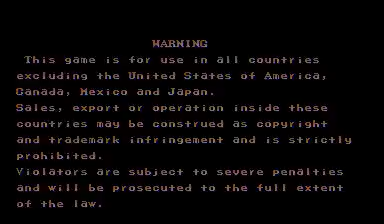 WARNING
This game is for use in all countries
excluding the United States of America,
Canada, Mexico and Japan.
Sales, export or operation inside these
countries may be construed as copyright
and trademark infringement and is strictly
prohibited.
Violators are subject to severe penalties
and will be prosecuted to the full extent
of the law.